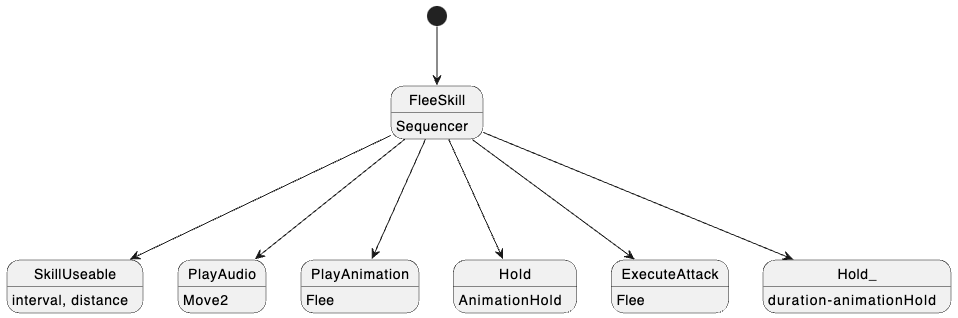 FleeSkill
Sequencer
SkillUseable
interval, distance
PlayAudio
Move2
PlayAnimation
Flee
Hold
AnimationHold
ExecuteAttack
Flee
Hold_
duration-animationHold